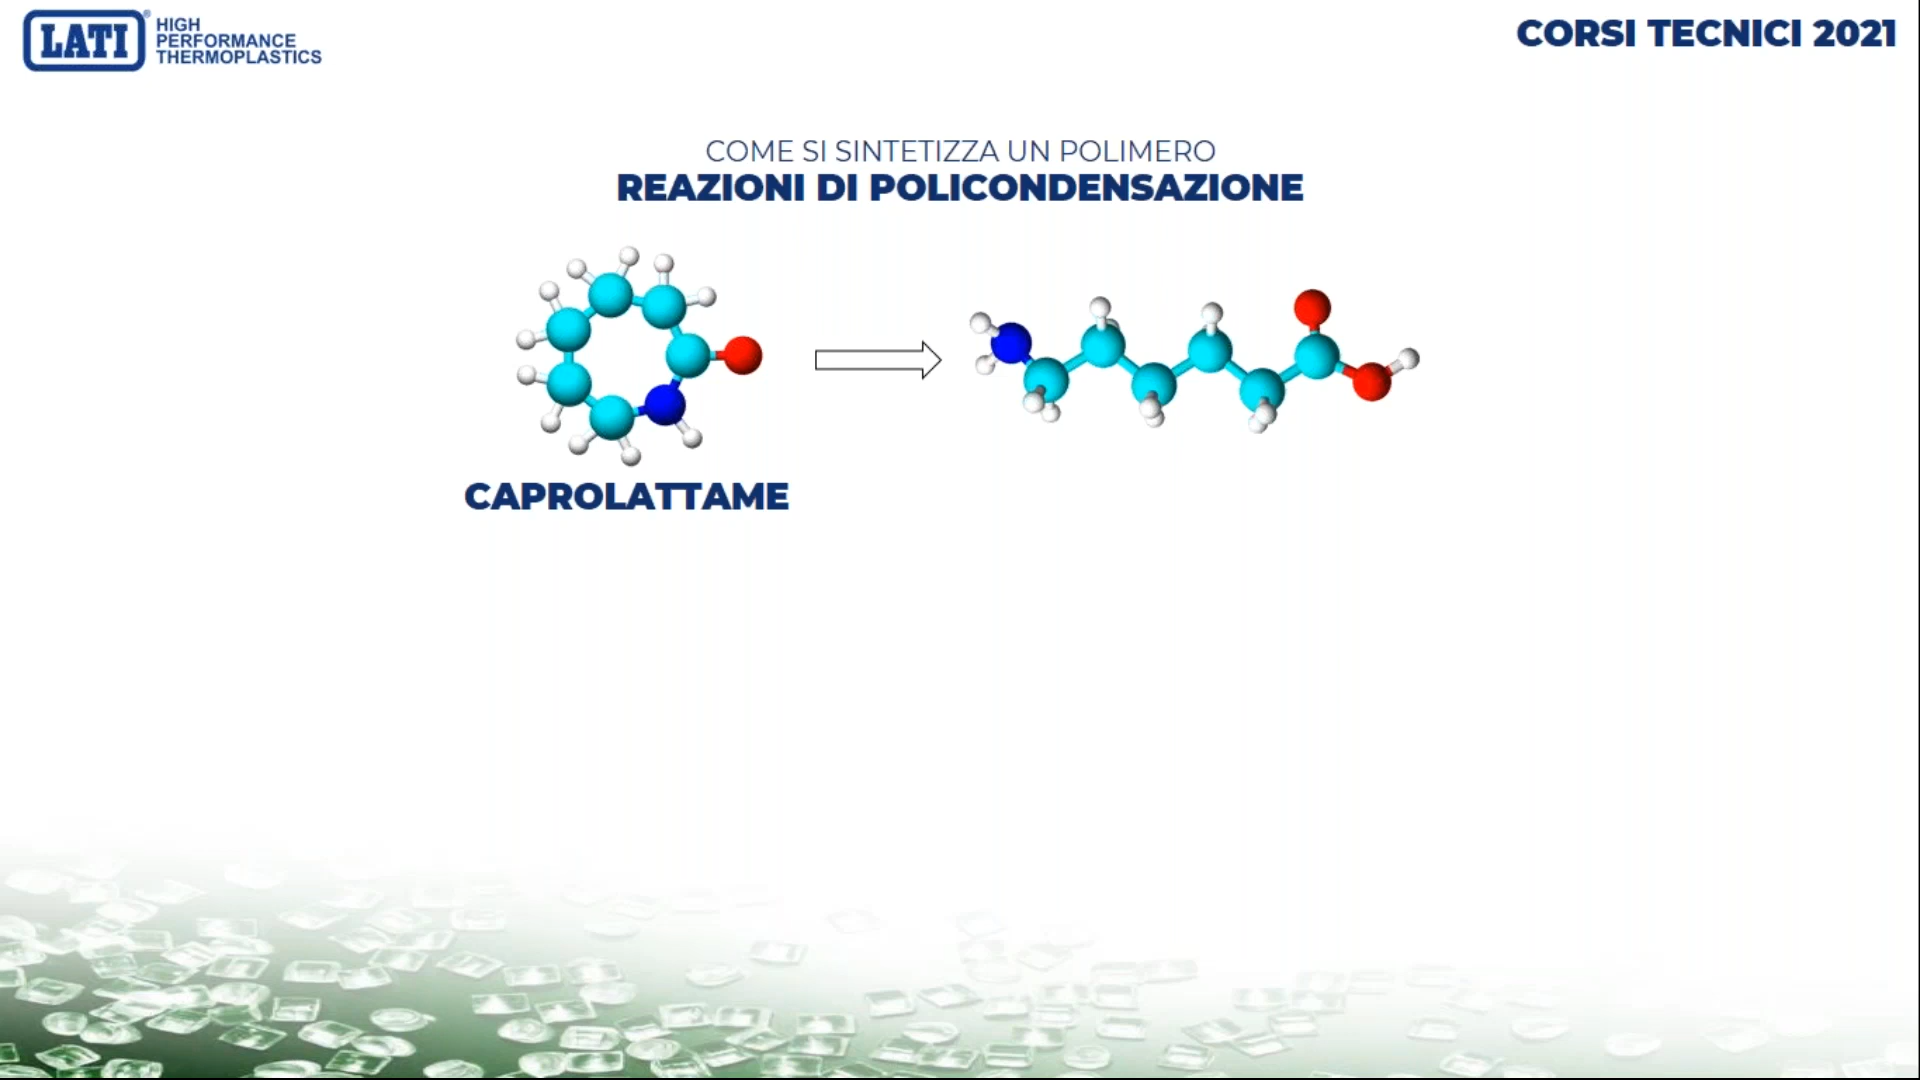 LATI®
HIGH
PERFORMANCE
THERMOPLASTICS
CORSI TECNICI 2021
COME SI SINTETIZZA UN POLIMERO
REAZIONI DI POLICONDENSAZIONE
CAPROLATTAME